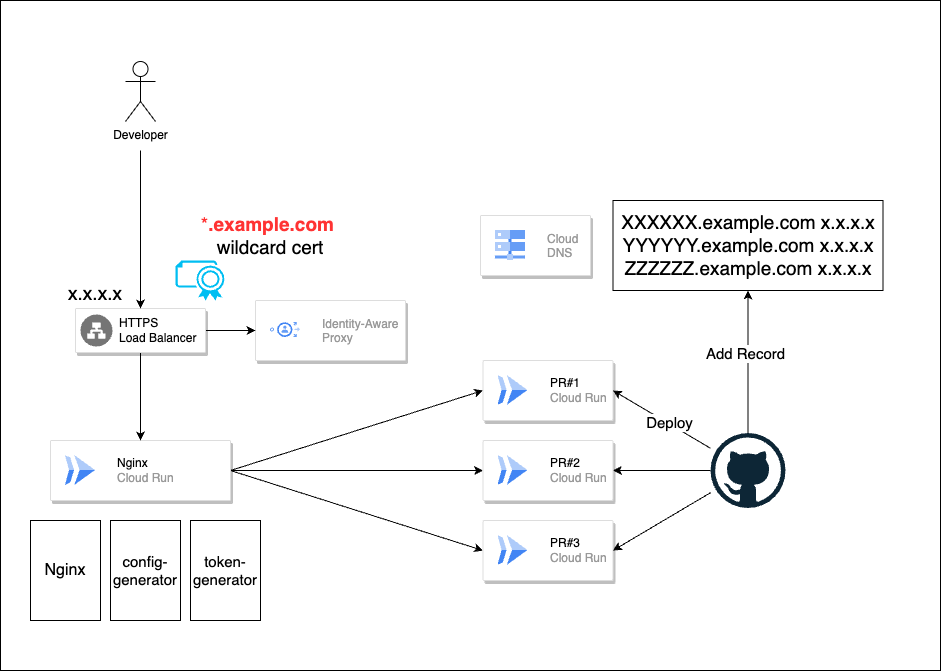 Developer
*.example.com
wildcard cert
X.X.X.X
HTTPS
Load Balancer
Identity-Aware
Proxy
Cloud
DNS
XXXXXX.example.com x.x.x.x
YYYYYY.example.com x.x.x.x
ZZZZZZ.example.com x.x.x.x
Add Record
PR#1
Cloud Run
Deploy
Nginx
Cloud Run
PR#2
Cloud Run
PR#3
Cloud Run
Nginx
config-
generator
token-
generator